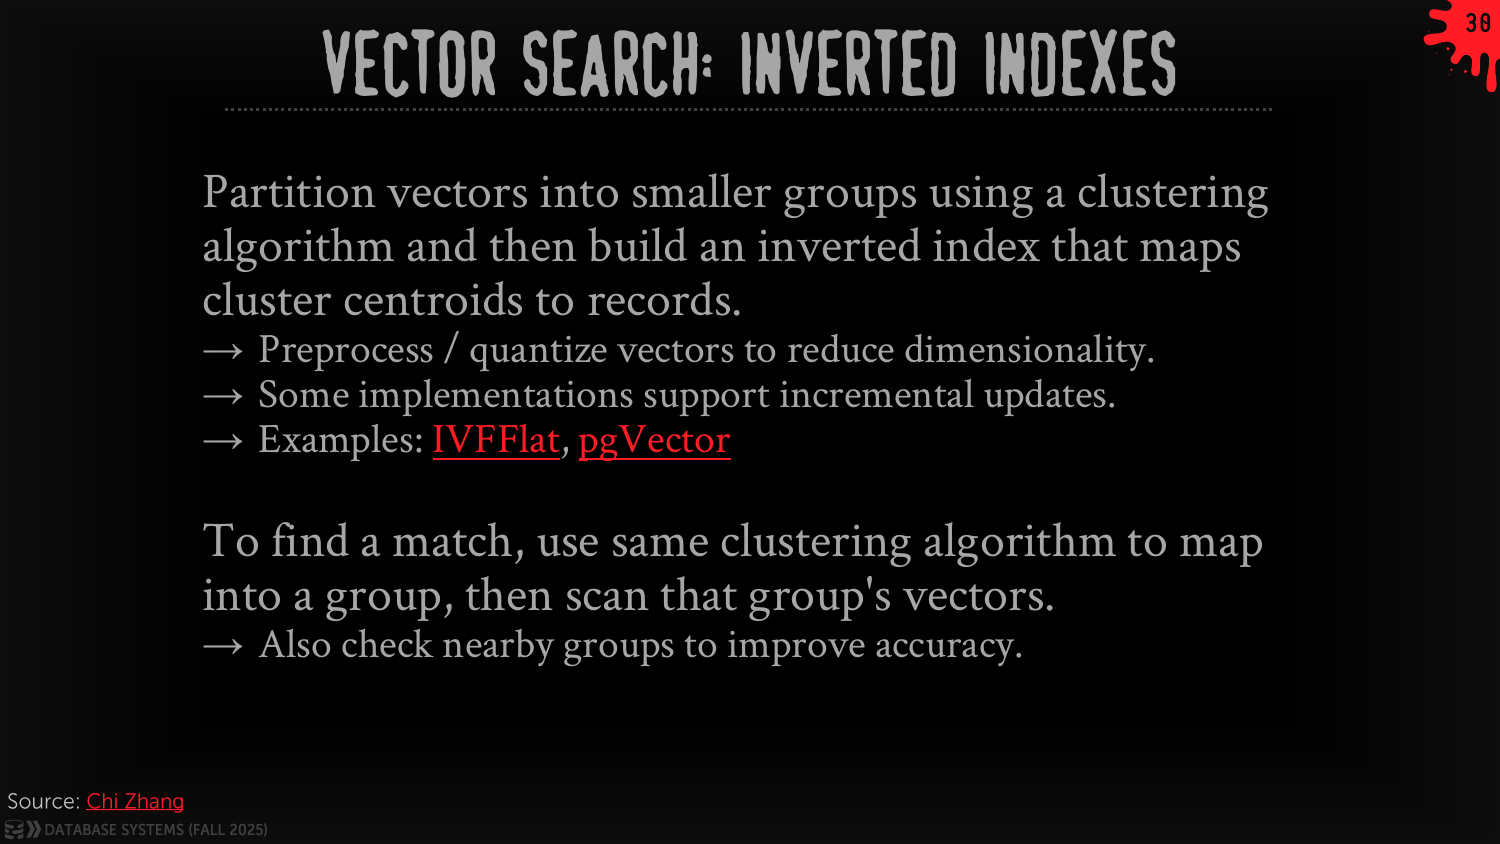 30
VECTOR SEARCH: INVERTED INDEXES
Partition vectors into smaller groups using a clustering
algorithm and then build an inverted index that maps
cluster centroids to records.
→ Preprocess / quantize vectors to reduce dimensionality.
→ Some implementations support incremental updates.
→ Examples: IVFFlat, pgVector
To find a match, use same clustering algorithm to map
into a group, then scan that group's vectors.
→ Also check nearby groups to improve accuracy.
Source: Chi Zhang
DATABASE SYSTEMS (FALL 2025)